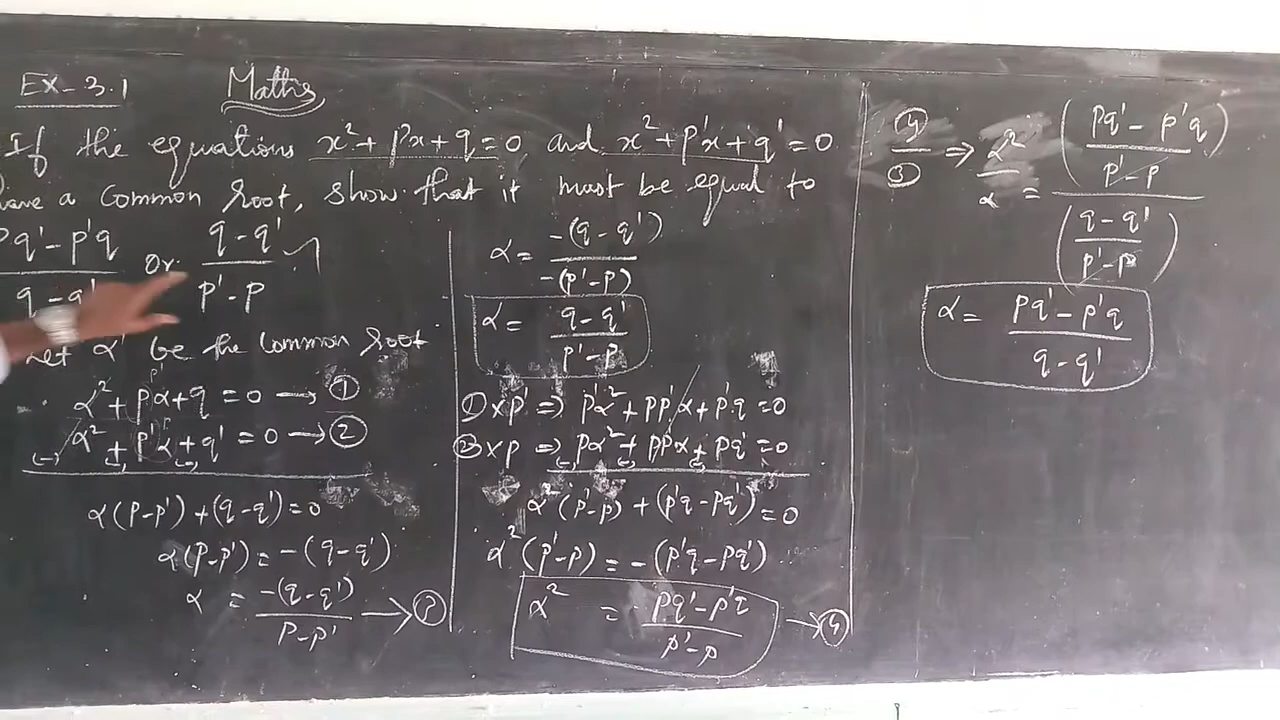 Ex-3.1
Maths
If the equations x²+px+q=0 and x²+p'x+q'=0
have a common root, show that it must be equal to
pq'-p'q / q-q' or q-q' / p'-p
Let α be the common root
α²+pα+q=0 → ①
α²+p'α+q'=0 → ②
(-) (-) (-)
α(p-p')+(q-q')=0
α(p-p')=-(q-q')
α = -(q-q') / p-p' → ③
α = -(q-q') / -(p'-p)
α = q-q' / p'-p
①×p' ⇒ p'α²+pp'α+p'q=0
②×p ⇒ pα²+pp'α+pq'=0
(-) (-) (-)
α²(p'-p)+(p'q-pq')=0
α²(p'-p)=-(p'q-pq')
α² = pq'-p'q / p'-p → ④
④/③ ⇒ α²/α = (pq'-p'q / p'-p) / (q-q' / p'-p)
α = pq'-p'q / q-q'